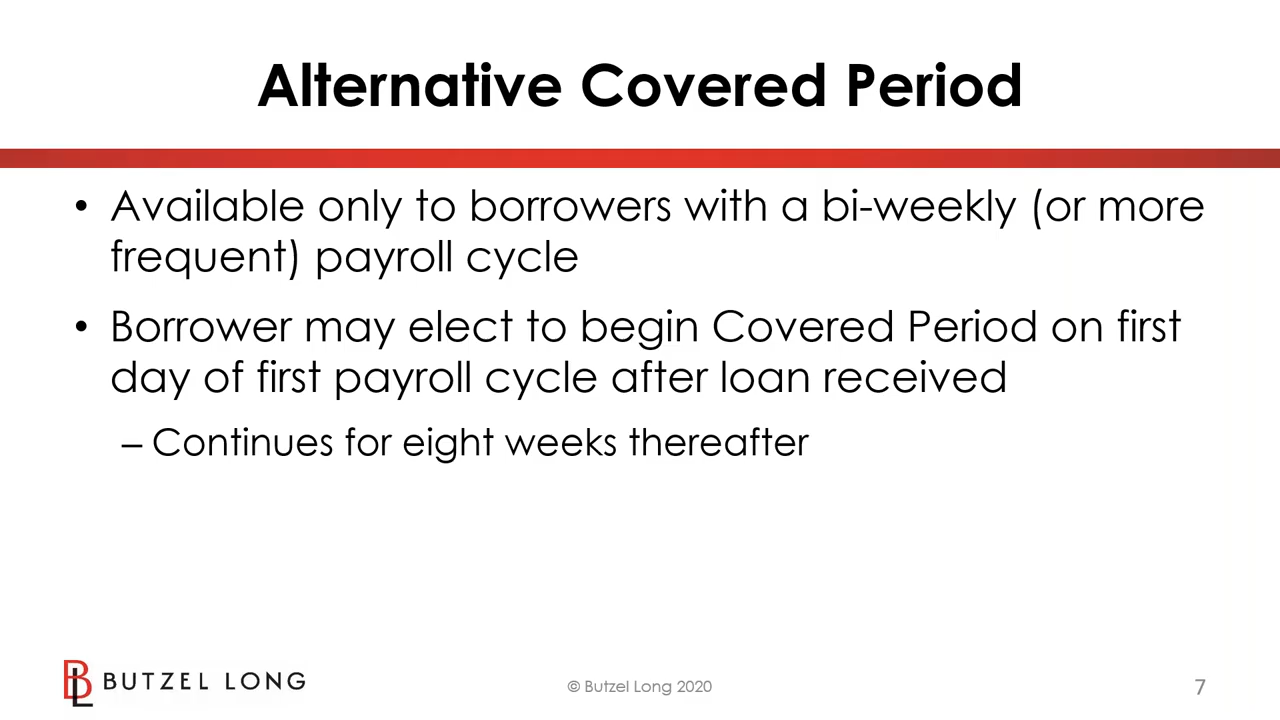 Alternative Covered Period
• Available only to borrowers with a bi-weekly (or more
frequent) payroll cycle
• Borrower may elect to begin Covered Period on first
day of first payroll cycle after loan received
– Continues for eight weeks thereafter
BL BUTZEL LONG
© Butzel Long 2020
7